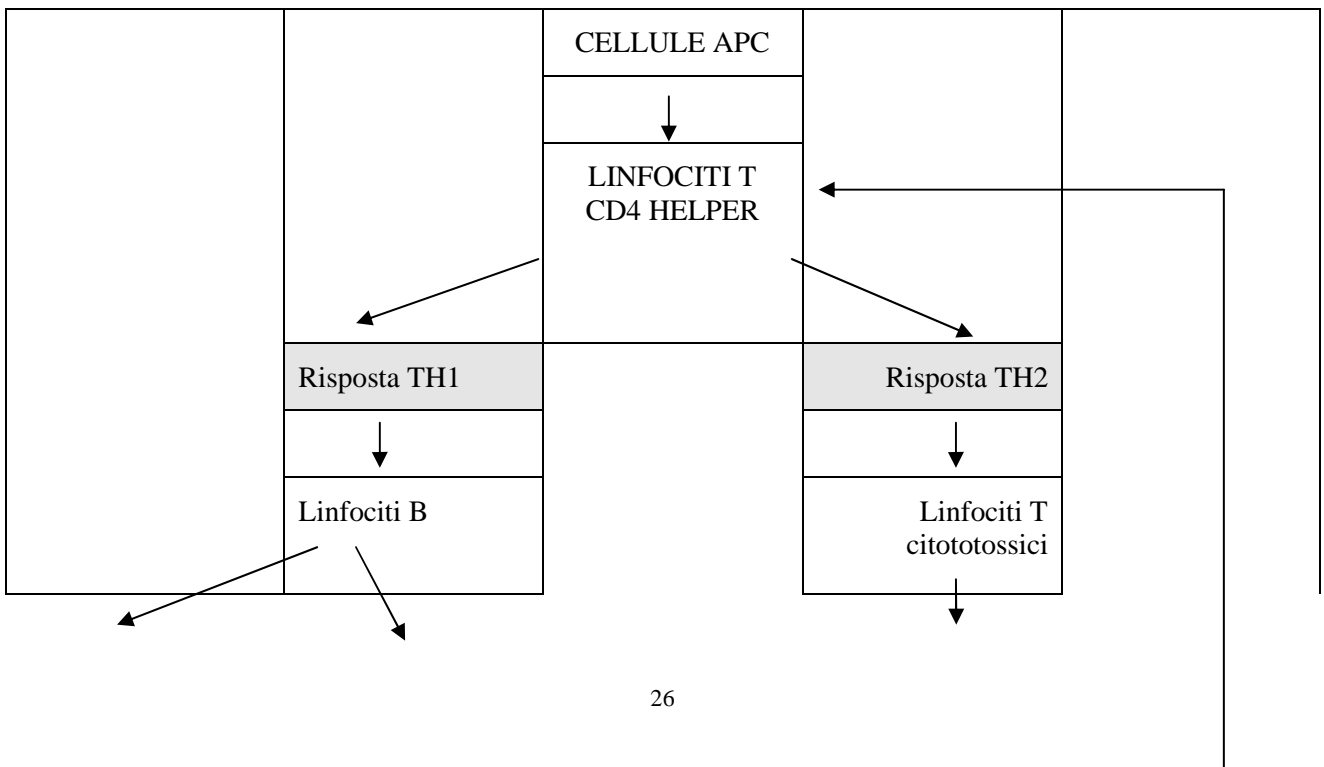 CELLULE APC
LINFOCITI T
CD4 HELPER
Risposta TH1
Risposta TH2
Linfociti B
Linfociti T
citototossici
26